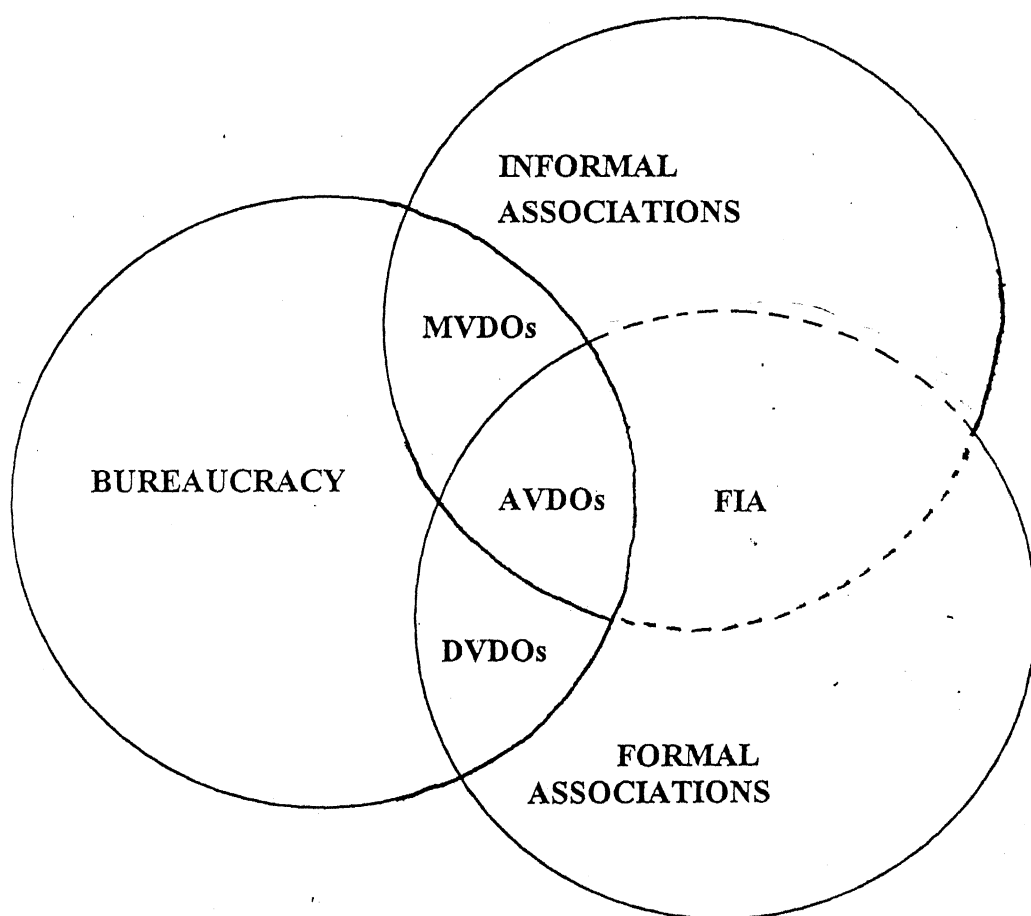 INFORMAL
ASSOCIATIONS
MVDOs
BUREAUCRACY
AVDOs
FIA
DVDOs
FORMAL
ASSOCIATIONS